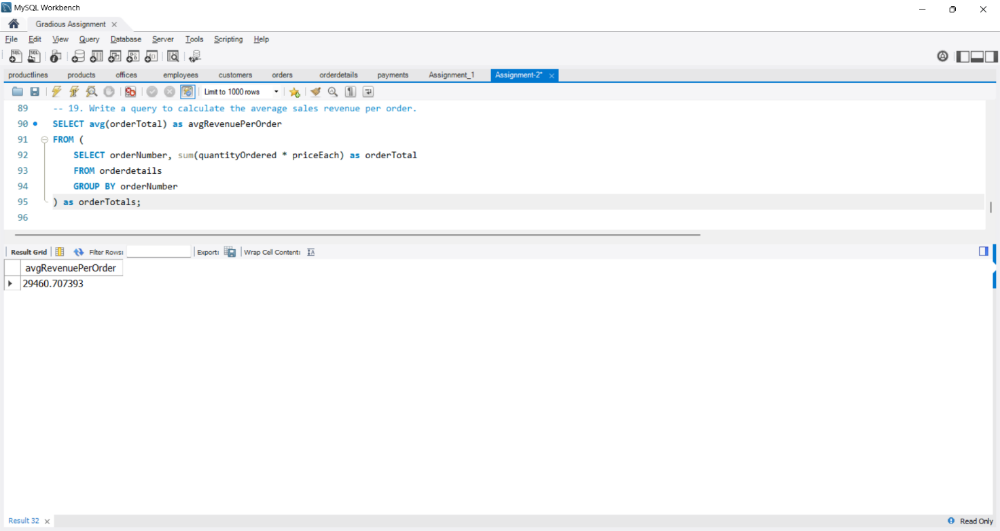 MySQL Workbench
Gradious Assignment
File Edit View Query Database Server Tools Scripting Help
productlines products offices employees customers orders orderdetails payments Assignment_1 Assignment-2*
Limit to 1000 rows
89 -- 19. Write a query to calculate the average sales revenue per order.
90 SELECT avg(orderTotal) as avgRevenuePerOrder
91 FROM (
92 SELECT orderNumber, sum(quantityOrdered * priceEach) as orderTotal
93 FROM orderdetails
94 GROUP BY orderNumber
95 ) as orderTotals;
96
Result Grid Filter Rows: Export: Wrap Cell Content:
avgRevenuePerOrder
29460.707393
Result 32 Read Only